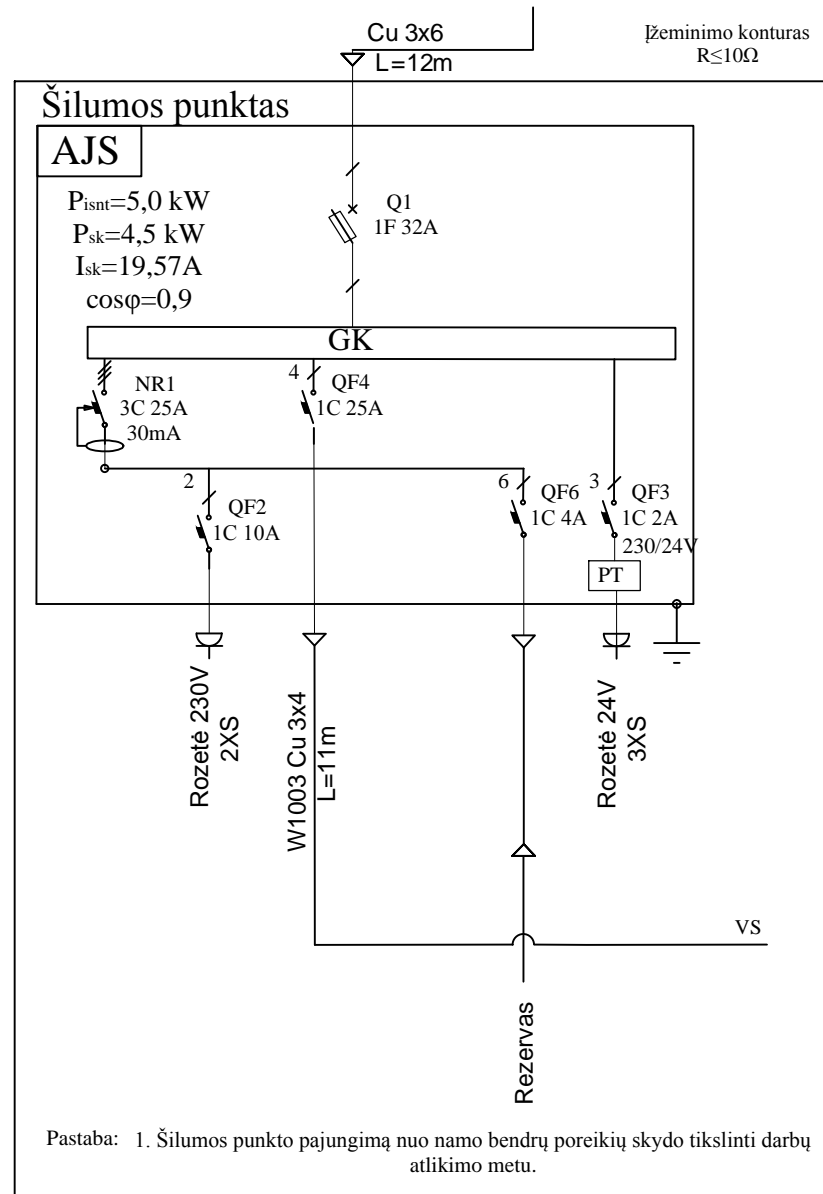 Cu 3x6
L=12m
Įžeminimo konturas
R≤10Ω
Šilumos punktas
AJS
Pisnt=5,0 kW
Psk=4,5 kW
Isk=19,57A
cosφ=0,9
Q1
1F 32A
GK
NR1
3C 25A
30mA
4
QF4
1C 25A
2
QF2
1C 10A
6
QF6
1C 4A
3
QF3
1C 2A
230/24V
PT
Rozetė 230V
2XS
W1003 Cu 3x4
L=11m
Rozetė 24V
3XS
VS
Rezervas
Pastaba: 1. Šilumos punkto pajungimą nuo namo bendrų poreikių skydo tikslinti darbų
atlikimo metu.